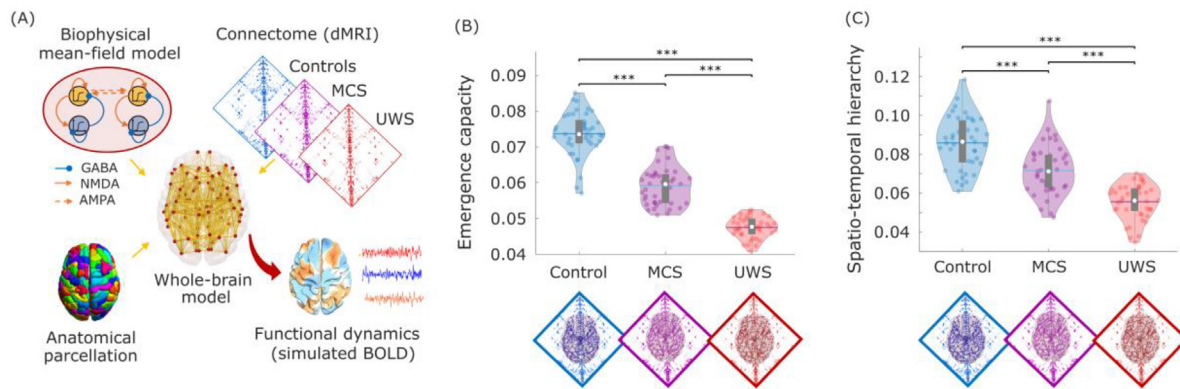 (A)
Biophysical
mean-field model
Connectome (dMRI)
Controls
MCS
UWS
GABA
NMDA
AMPA
Whole-brain
model
Anatomical
parcellation
Functional dynamics
(simulated BOLD)
(B)
Emergence capacity
0.09
0.08
0.07
0.06
0.05
0.04
***
***
***
Control
MCS
UWS
(C)
Spatio-temporal hierarchy
0.12
0.10
0.08
0.06
0.04
***
***
***
Control
MCS
UWS